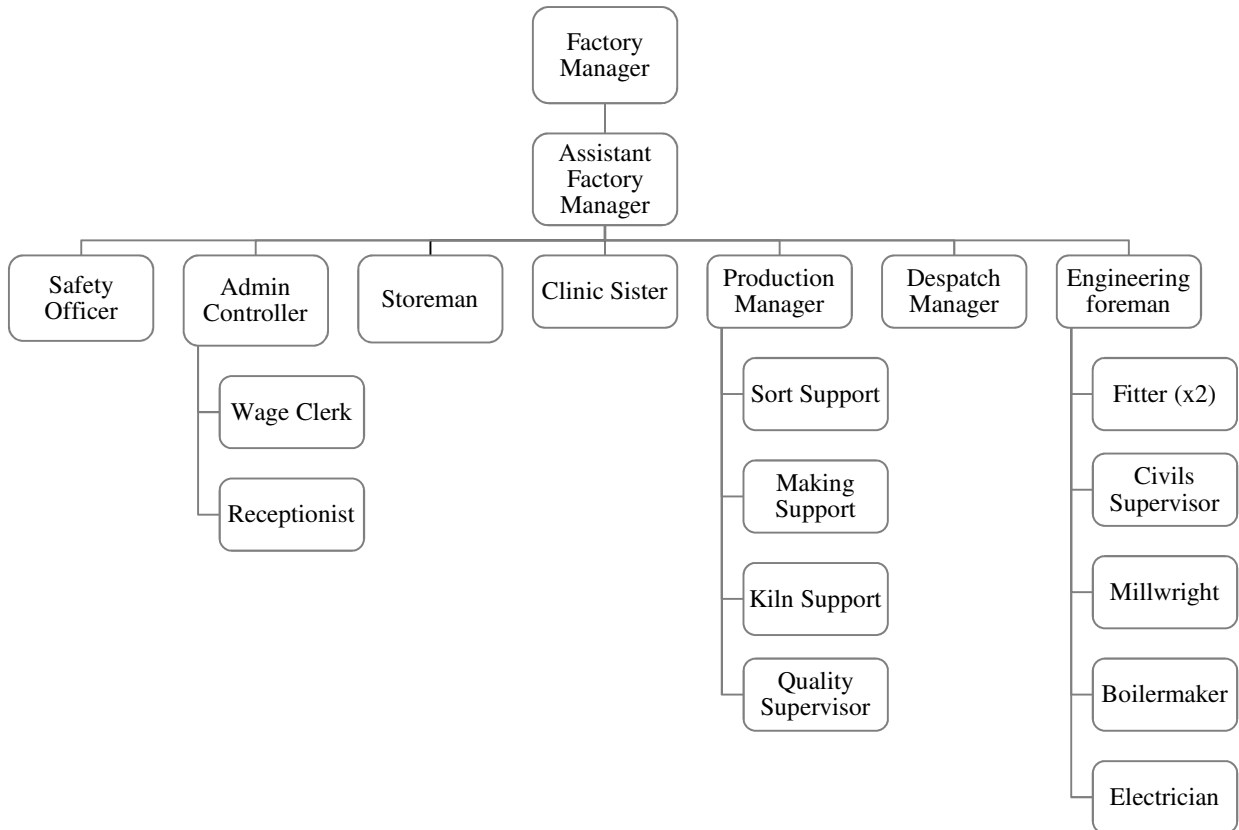 Factory
Manager
Assistant
Factory
Manager
Safety
Officer
Admin
Controller
Storeman
Clinic Sister
Production
Manager
Despatch
Manager
Engineering
foreman
Wage Clerk
Receptionist
Sort Support
Making
Support
Kiln Support
Quality
Supervisor
Fitter (x2)
Civils
Supervisor
Millwright
Boilermaker
Electrician